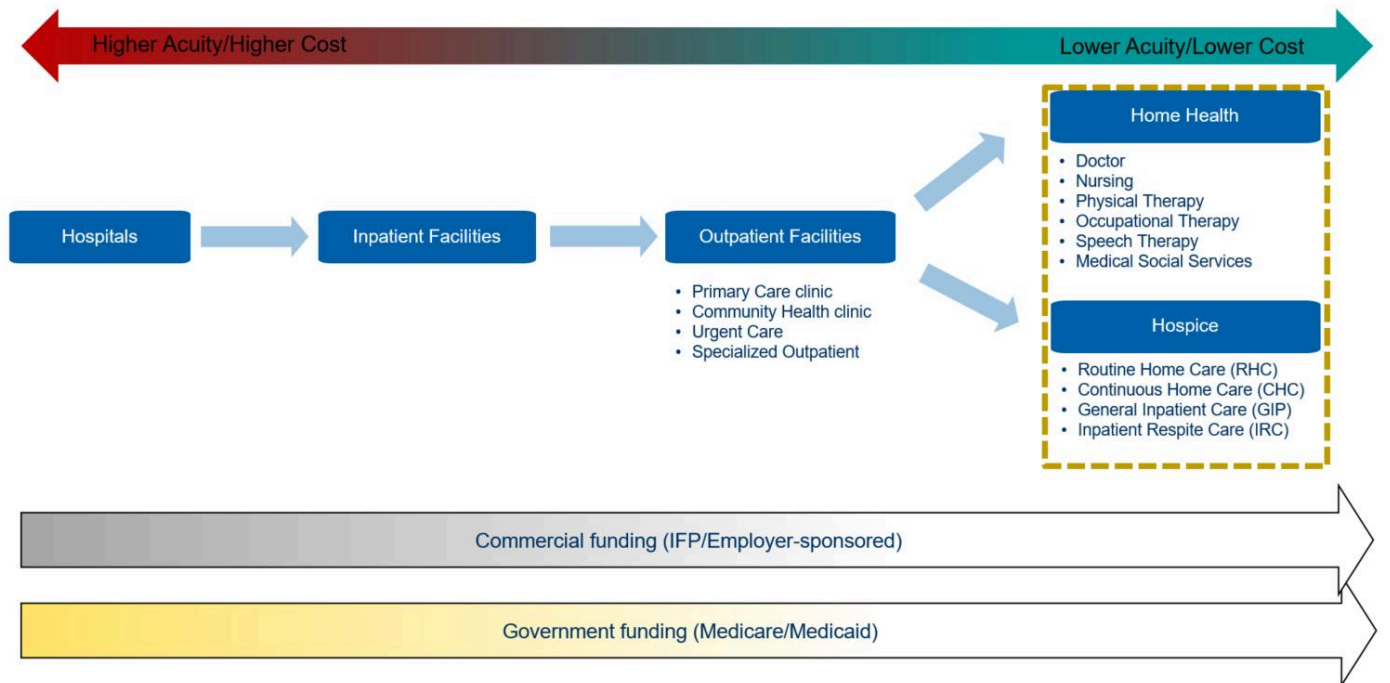 Higher Acuity/Higher Cost
Lower Acuity/Lower Cost
Hospitals
Inpatient Facilities
Outpatient Facilities
• Primary Care clinic
• Community Health clinic
• Urgent Care
• Specialized Outpatient
Home Health
• Doctor
• Nursing
• Physical Therapy
• Occupational Therapy
• Speech Therapy
• Medical Social Services
Hospice
• Routine Home Care (RHC)
• Continuous Home Care (CHC)
• General Inpatient Care (GIP)
• Inpatient Respite Care (IRC)
Commercial funding (IFP/Employer-sponsored)
Government funding (Medicare/Medicaid)